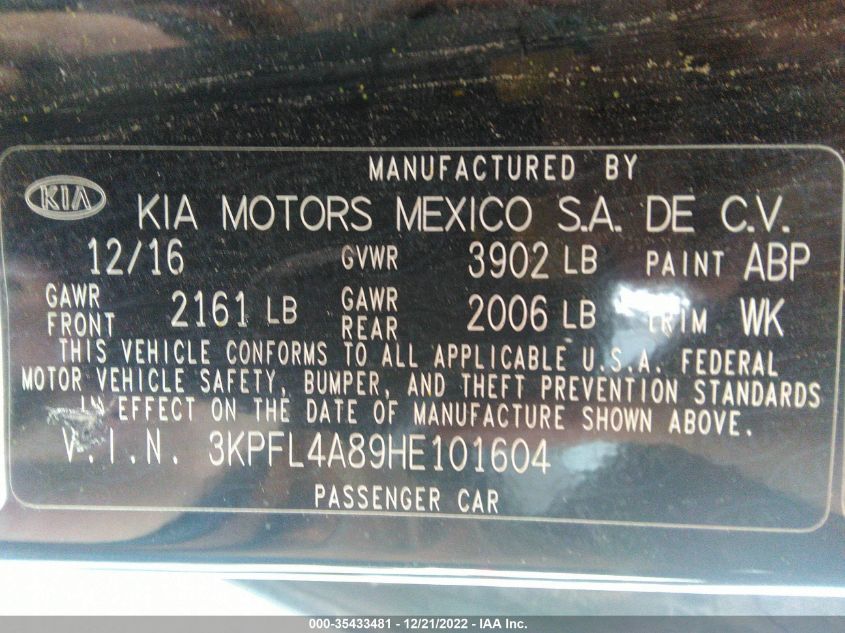 MANUFACTURED BY
KIA KIA MOTORS MEXICO S.A. DE C.V.
12/16 GVWR 3902 LB PAINT ABP
GAWR FRONT 2161 LB GAWR REAR 2006 LB TRIM WK
THIS VEHICLE CONFORMS TO ALL APPLICABLE U.S.A. FEDERAL
MOTOR VEHICLE SAFETY, BUMPER, AND THEFT PREVENTION STANDARDS
IN EFFECT ON THE DATE OF MANUFACTURE SHOWN ABOVE.
V.I.N. 3KPFL4A89HE101604
PASSENGER CAR
000-35433481 - 12/21/2022 - IAA Inc.